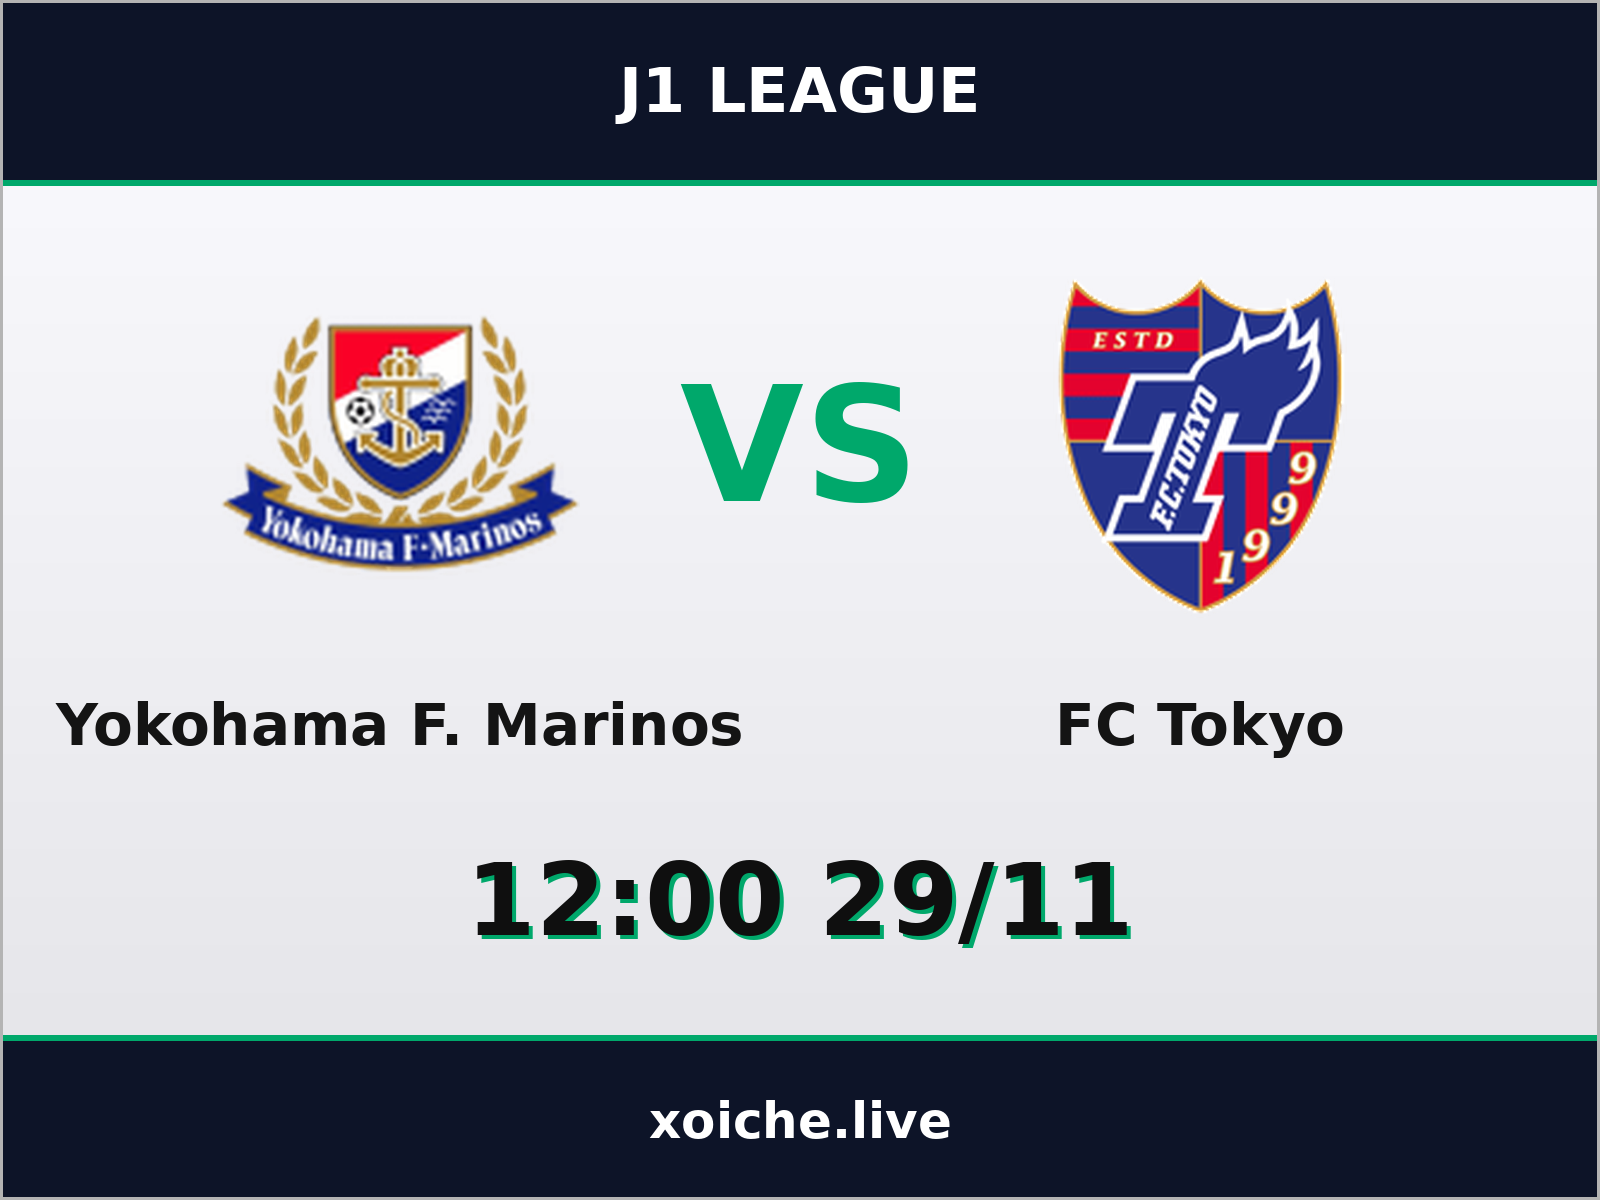 J1 LEAGUE
ESTD
F.C.TOKYO
1999
Yokohama F·Marinos
VS
Yokohama F. Marinos
FC Tokyo
12:00 29/11
xoiche.live